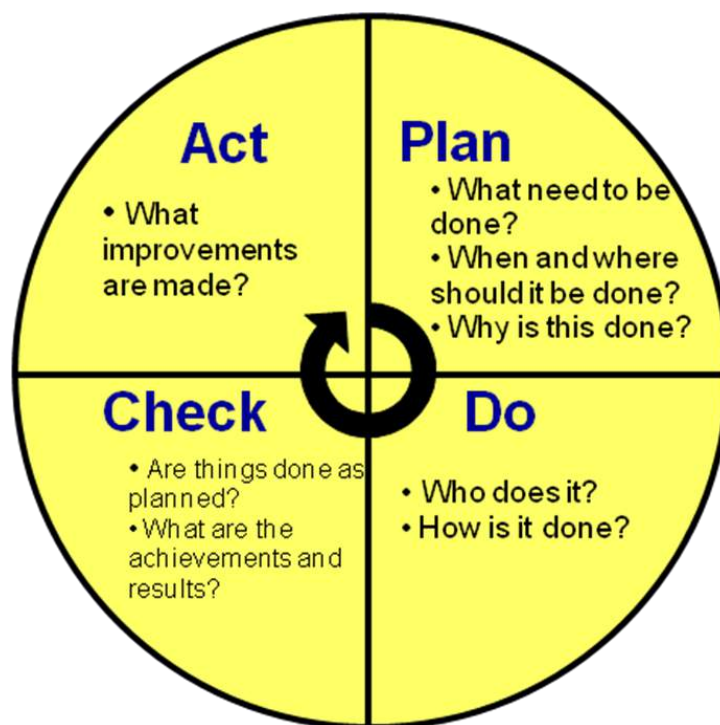 Act
• What
improvements
are made?
Plan
• What need to be
done?
• When and where
should it be done?
• Why is this done?
Check
• Are things done as
planned?
• What are the
achievements and
results?
Do
• Who does it?
• How is it done?